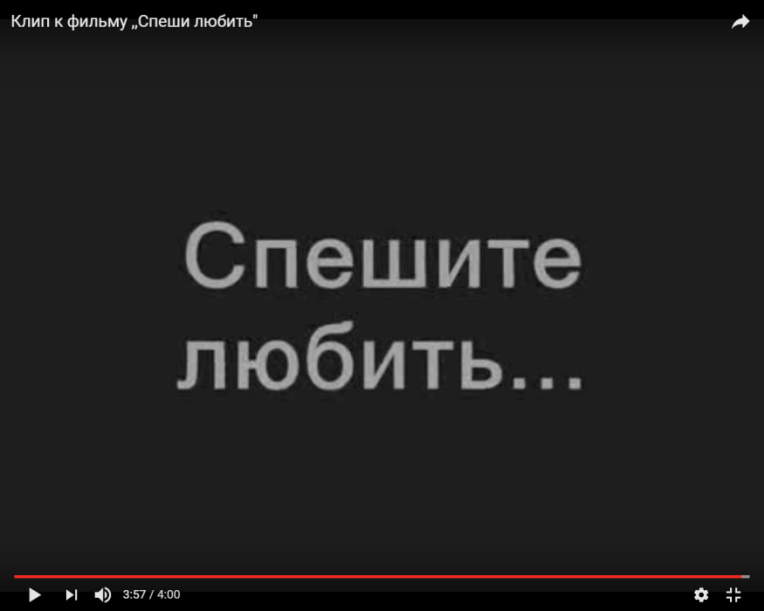 Клип к фильму „Спеши любить"
Спешите
любить...
3:57 / 4:00